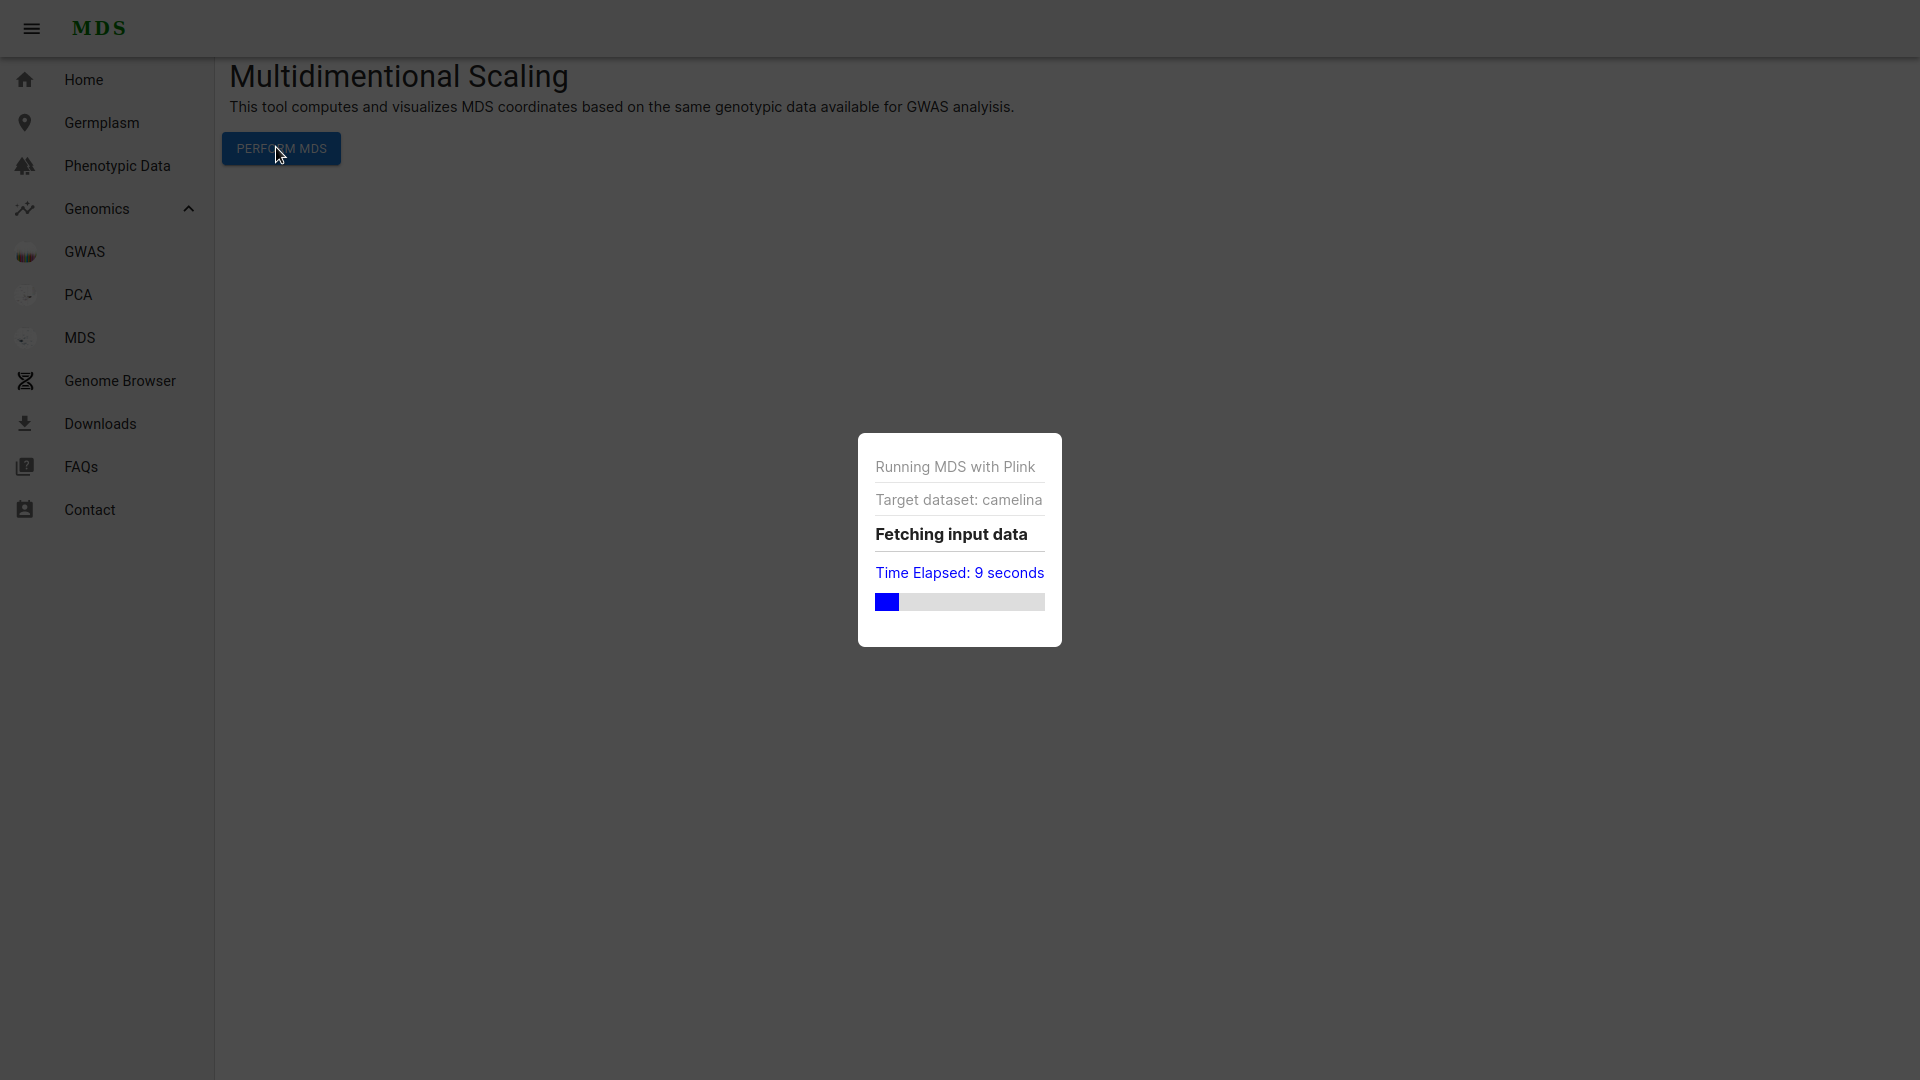 MDS
Home
Germplasm
Phenotypic Data
Genomics
GWAS
PCA
MDS
Genome Browser
Downloads
FAQs
Contact
Multidimentional Scaling
This tool computes and visualizes MDS coordinates based on the same genotypic data available for GWAS analyisis.
PERFORM MDS
Running MDS with Plink
Target dataset: camelina
Fetching input data
Time Elapsed: 9 seconds